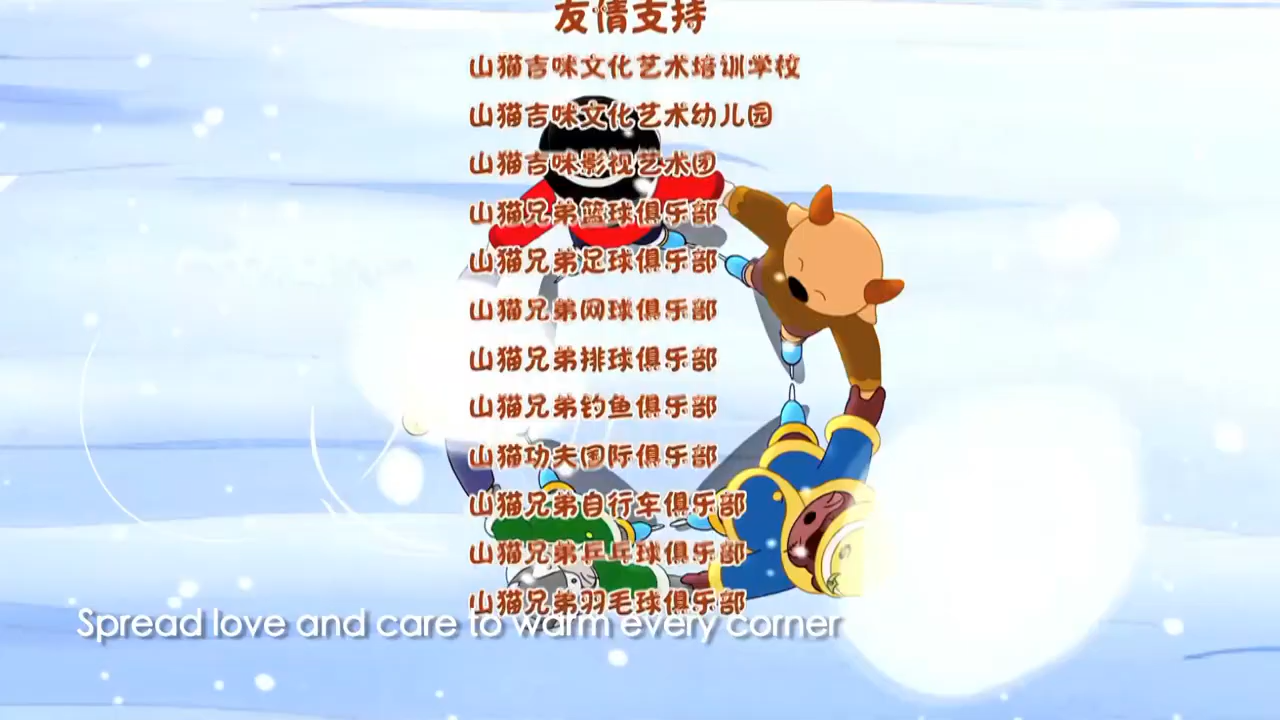 友情支持
山猫吉咪文化艺术培训学校
山猫吉咪文化艺术幼儿园
山猫吉咪影视艺术团
山猫兄弟篮球俱乐部
山猫兄弟足球俱乐部
山猫兄弟网球俱乐部
山猫兄弟排球俱乐部
山猫兄弟钓鱼俱乐部
山猫功夫国际俱乐部
山猫兄弟自行车俱乐部
山猫兄弟乒乓球俱乐部
山猫兄弟羽毛球俱乐部
Spread love and care to warm every corner